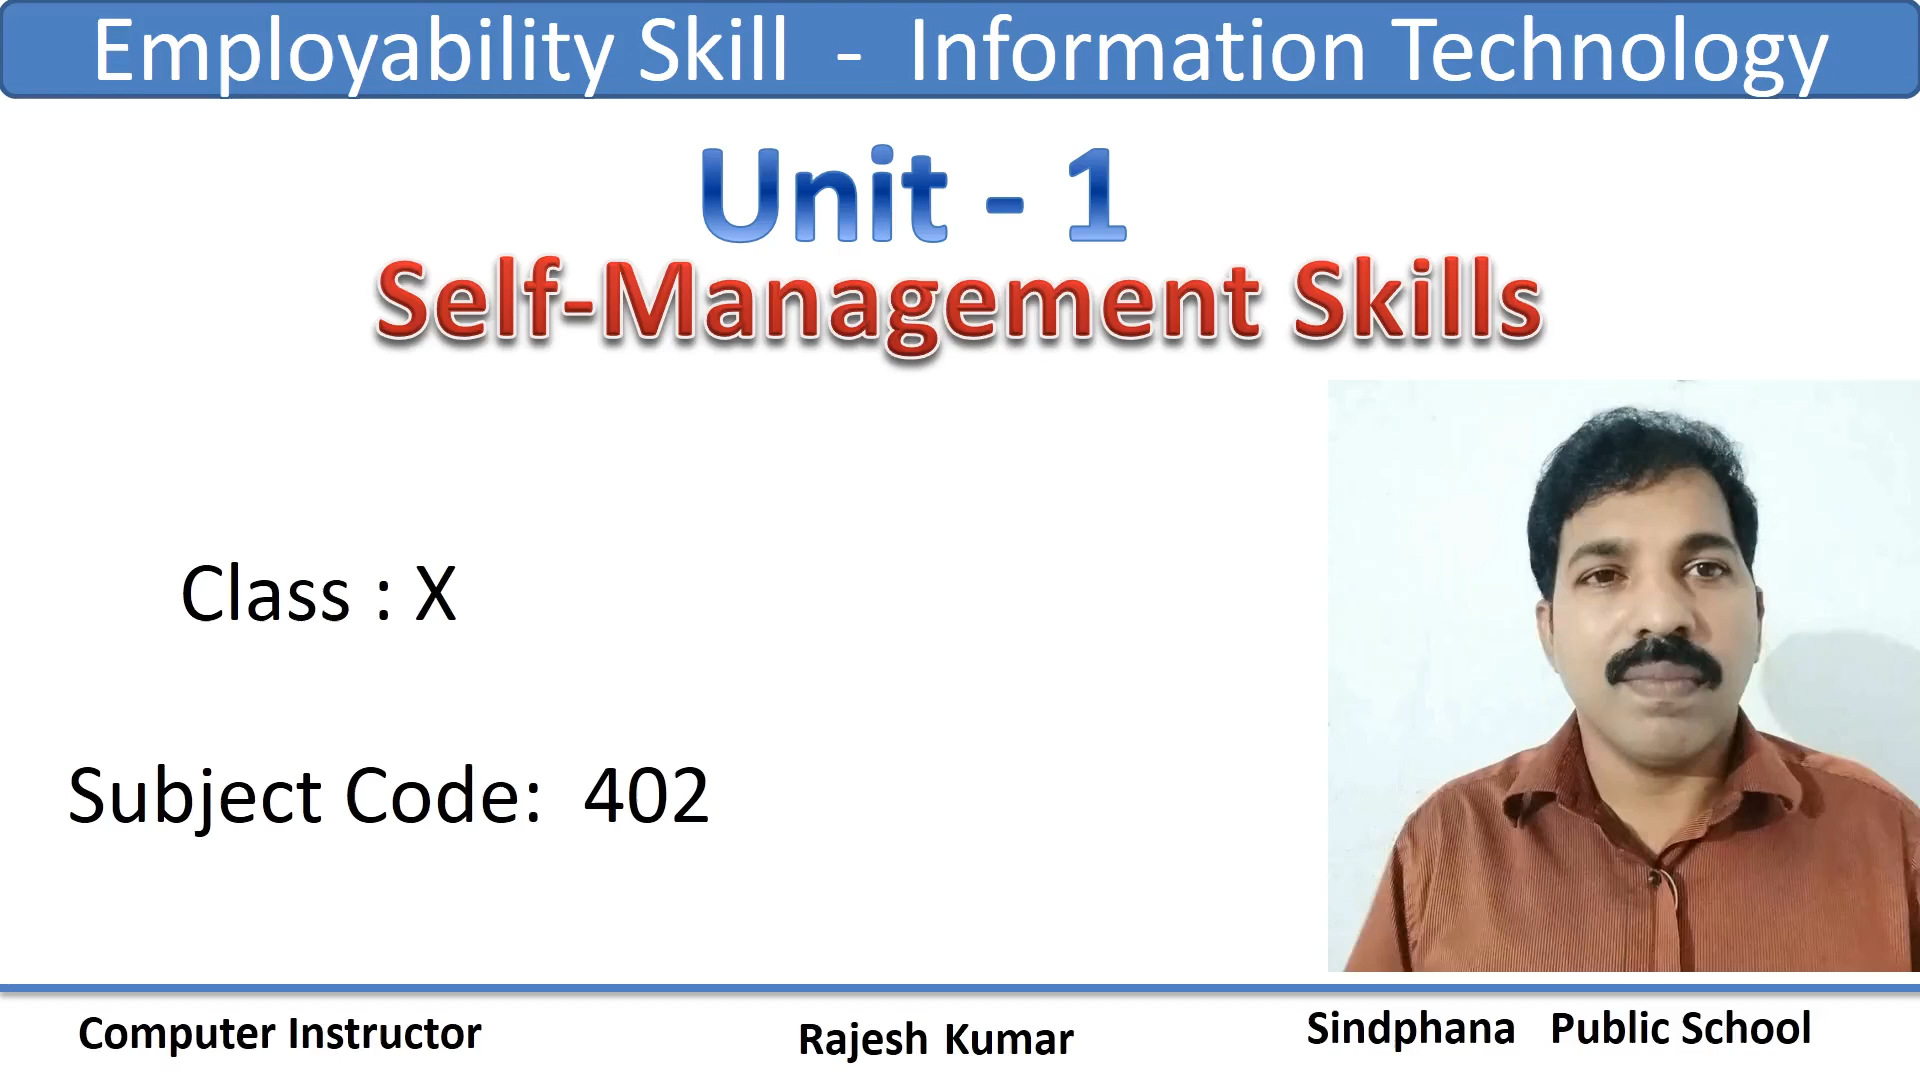 Employability Skill - Information Technology
Unit - 1
Self-Management Skills
Class : X
Subject Code: 402
Computer Instructor Rajesh Kumar Sindphana Public School